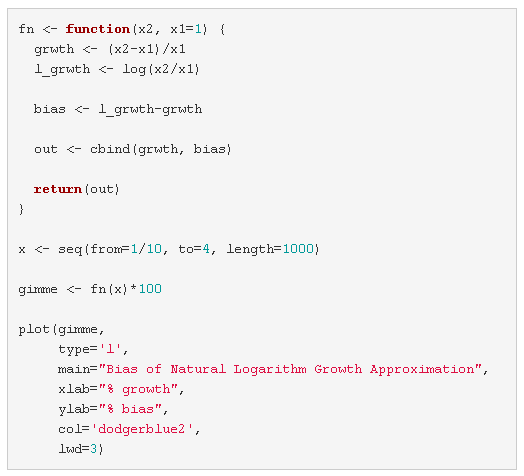 fn <- function(x2, x1=1) {
  grwth <- (x2-x1)/x1
  l_grwth <- log(x2/x1)

  bias <- l_grwth-grwth

  out <- cbind(grwth, bias)

  return(out)
}

x <- seq(from=1/10, to=4, length=1000)

gimme <- fn(x)*100

plot(gimme,
     type='l',
     main="Bias of Natural Logarithm Growth Approximation",
     xlab="% growth",
     ylab="% bias",
     col='dodgerblue2',
     lwd=3)